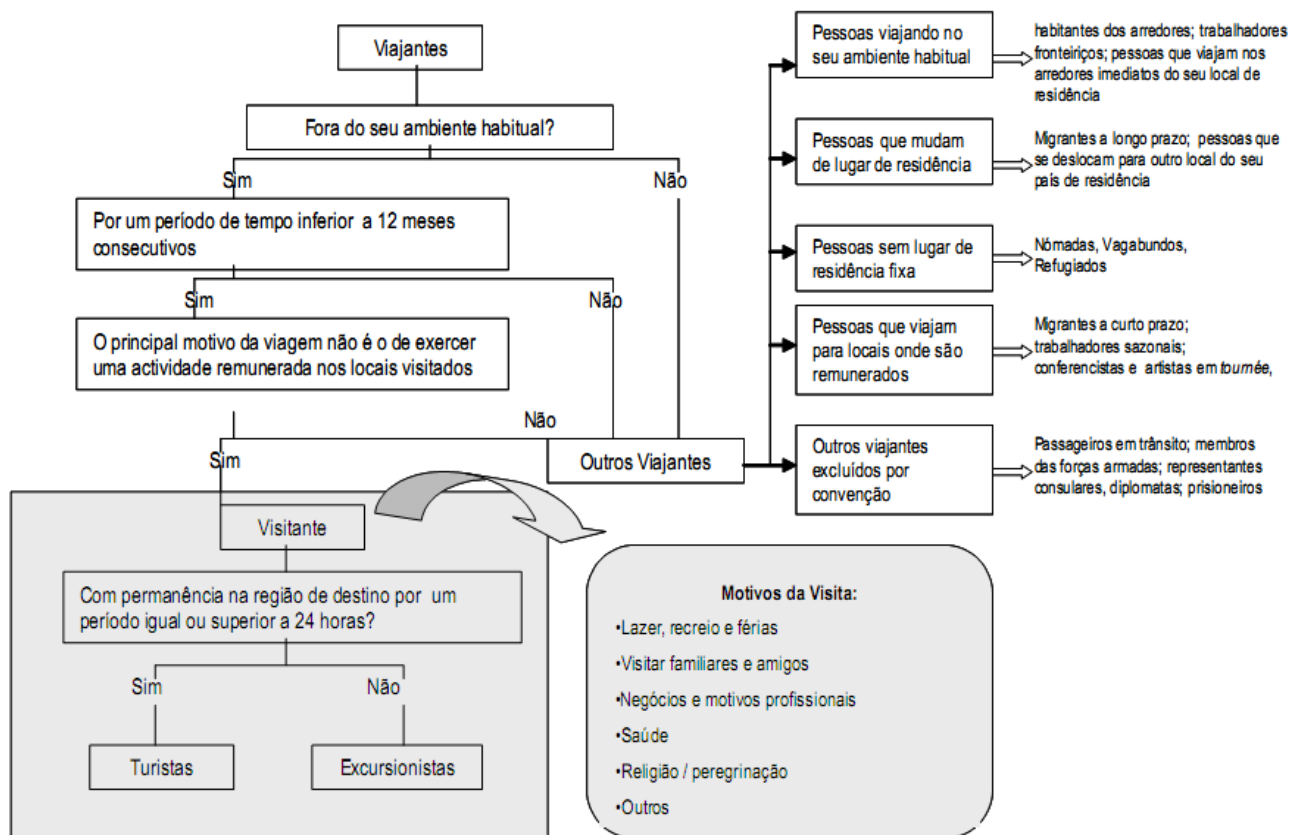 Viajantes
Fora do seu ambiente habitual?
Sim
Não
Por um período de tempo inferior a 12 meses
consecutivos
Sim
Não
O principal motivo da viagem não é o de exercer
uma actividade remunerada nos locais visitados
Não
Sim
Outros Viajantes
Visitante
Com permanência na região de destino por um
período igual ou superior a 24 horas?
Sim
Não
Turistas
Excursionistas
Motivos da Visita:
•Lazer, recreio e férias
•Visitar familiares e amigos
•Negócios e motivos profissionais
•Saúde
•Religião / peregrinação
•Outros
Pessoas viajando no
seu ambiente habitual
habitantes dos arredores; trabalhadores
fronteiriços; pessoas que viajam nos
arredores imediatos do seu local de
residência
Pessoas que mudam
de lugar de residência
Migrantes a longo prazo; pessoas que
se deslocam para outro local do seu
país de residência
Pessoas sem lugar de
residência fixa
Nómadas, Vagabundos,
Refugiados
Pessoas que viajam
para locais onde são
remunerados
Migrantes a curto prazo;
trabalhadores sazonais;
conferencistas e artistas em tournée,
Outros viajantes
excluídos por
convenção
Passageiros em trânsito; membros
das forças armadas; representantes
consulares, diplomatas; prisioneiros